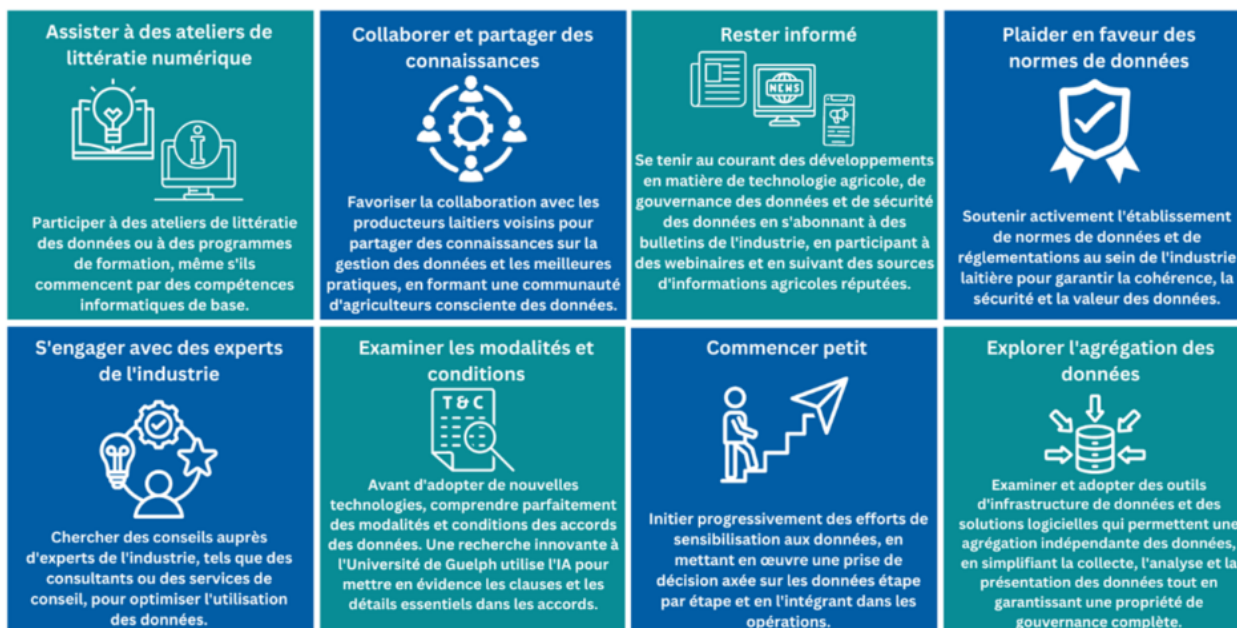 Assister à des ateliers de
littératie numérique
Participer à des ateliers de littératie
des données ou à des programmes
de formation, même s'ils
commencent par des compétences
informatiques de base.
Collaborer et partager des
connaissances
Favoriser la collaboration avec les
producteurs laitiers voisins pour
partager des connaissances sur la
gestion des données et les meilleures
pratiques, en formant une communauté
d'agriculteurs consciente des données.
Rester informé
NEWS
Se tenir au courant des développements
en matière de technologie agricole, de
gouvernance des données et de sécurité
des données en s'abonnant à des
bulletins de l'industrie, en participant à
des webinaires et en suivant des sources
d'informations agricoles réputées.
Plaider en faveur des
normes de données
Soutenir activement l'établissement
de normes de données et de
réglementations au sein de l'industrie
laitière pour garantir la cohérence, la
sécurité et la valeur des données.
S'engager avec des experts
de l'industrie
Chercher des conseils auprès
d'experts de l'industrie, tels que des
consultants ou des services de
conseil, pour optimiser l'utilisation
des données.
Examiner les modalités et
conditions
T & C
Avant d'adopter de nouvelles
technologies, comprendre parfaitement
des modalités et conditions des accords
des données. Une recherche innovante à
l'Université de Guelph utilise l'IA pour
mettre en évidence les clauses et les
détails essentiels dans les accords.
Commencer petit
Initier progressivement des efforts de
sensibilisation aux données, en
mettant en œuvre une prise de
décision axée sur les données étape
par étape et en l'intégrant dans les
opérations.
Explorer l'agrégation des
données
Examiner et adopter des outils
d'infrastructure de données et des
solutions logicielles qui permettent une
agrégation indépendante des données,
en simplifiant la collecte, l'analyse et la
présentation des données tout en
garantissant une propriété de
gouvernance complète.